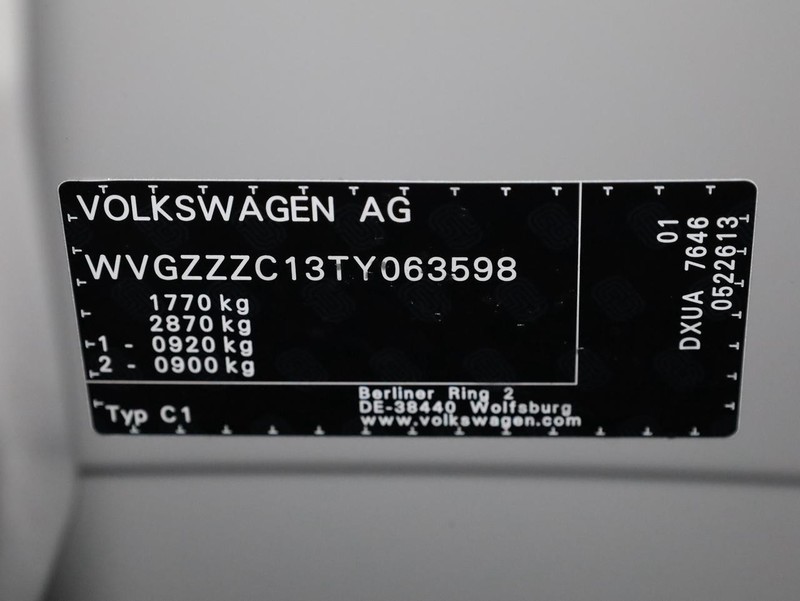 VOLKSWAGEN AG
WVGZZZC13TY063598
1770 kg
2870 kg
1 - 0920 kg
2 - 0900 kg
Typ C1
Berliner Ring 2
DE-38440 Wolfsburg
www.volkswagen.com
01
DXUA 7646
0522613